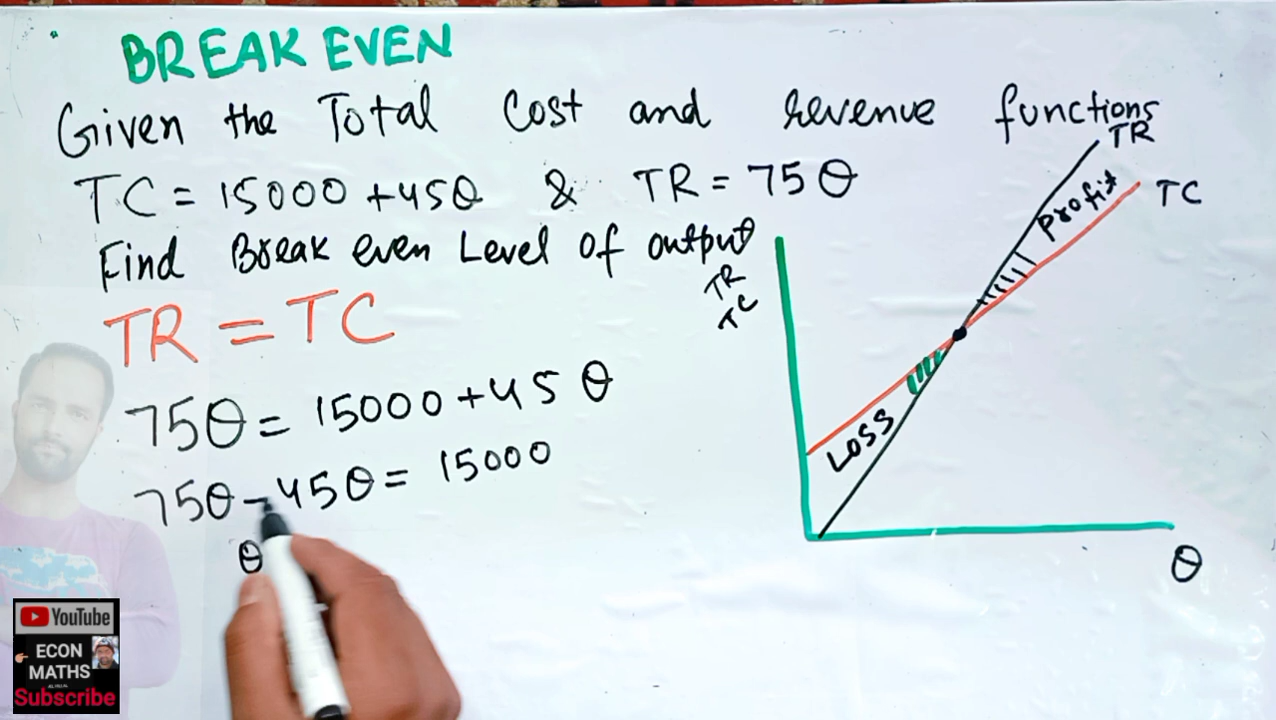 BREAK EVEN
Given the Total Cost and revenue functions
TC = 15000 + 45Q & TR = 75Q
Find Break even Level of output
TR = TC
75Q = 15000 + 45Q
75Q - 45Q = 15000
Q
TR
TC
TR
TC
Profit
LOSS
Q
YouTube
ECON
MATHS
Subscribe